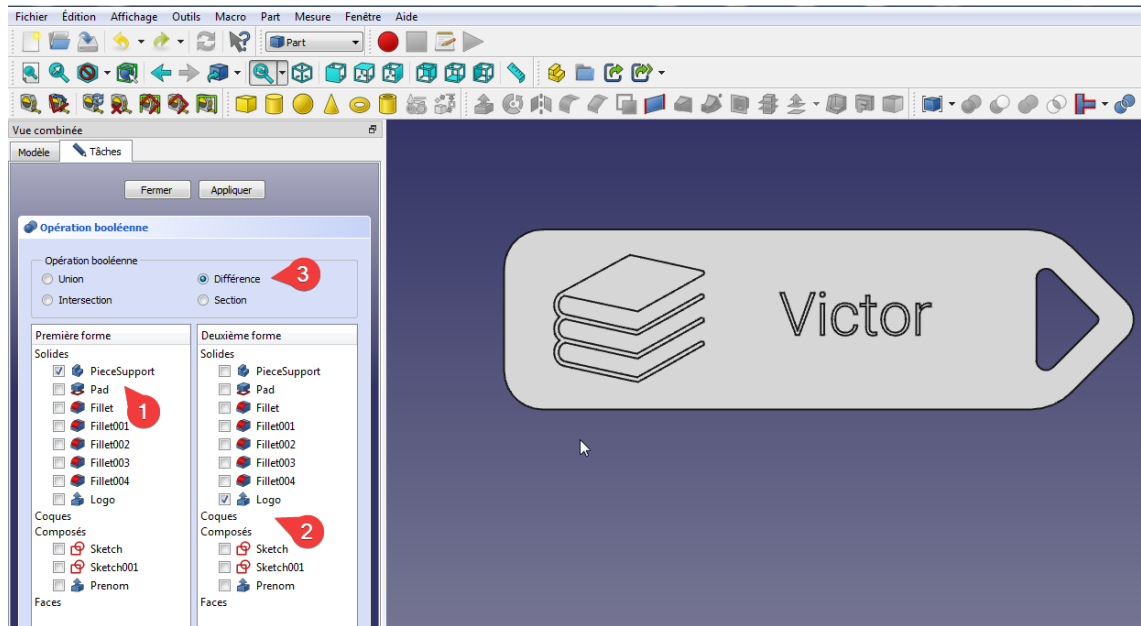 Fichier Édition Affichage Outils Macro Part Mesure Fenêtre Aide
Part
Vue combinée
Modèle Tâches
Fermer Appliquer
Opération booléenne
Opération booléenne
Union Différence 3
Intersection Section
Première forme Deuxième forme
Solides Solides
PieceSupport PieceSupport
Pad Pad
1
Fillet Fillet
Fillet001 Fillet001
Fillet002 Fillet002
Fillet003 Fillet003
Fillet004 Fillet004
Logo Logo
Coques Coques
2
Composés Composés
Sketch Sketch
Sketch001 Sketch001
Prenom Prenom
Faces Faces
Victor